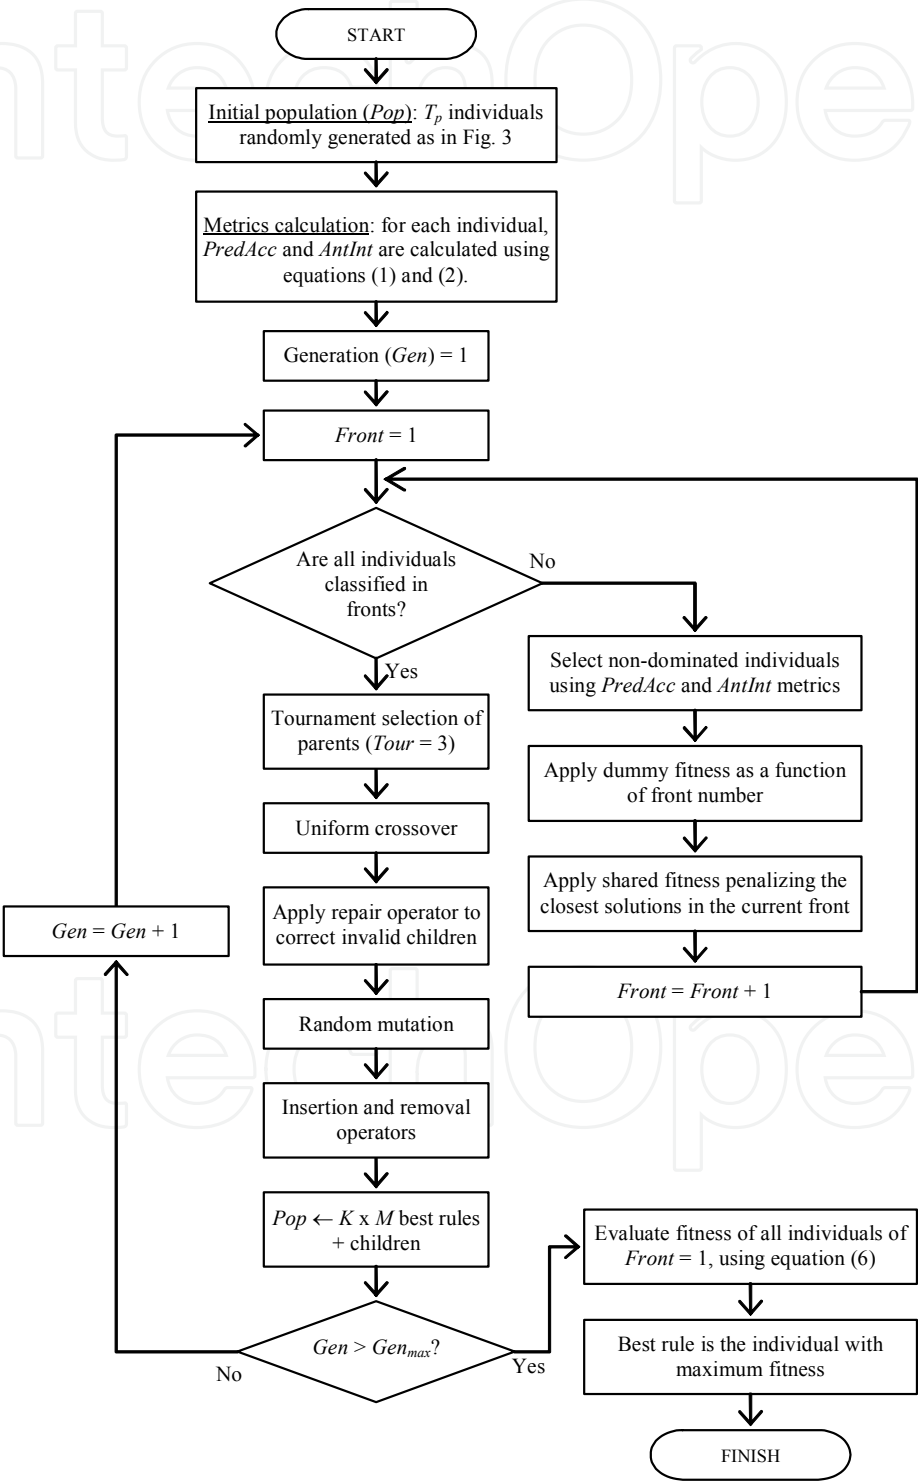 START
Initial population (Pop): Tp individuals
randomly generated as in Fig. 3
Metrics calculation: for each individual,
PredAcc and AntInt are calculated using
equations (1) and (2).
Generation (Gen) = 1
Front = 1
Are all individuals
classified in
fronts?
No
Yes
Select non-dominated individuals
using PredAcc and AntInt metrics
Apply dummy fitness as a function
of front number
Apply shared fitness penalizing the
closest solutions in the current front
Front = Front + 1
Tournament selection of
parents (Tour = 3)
Uniform crossover
Apply repair operator to
correct invalid children
Random mutation
Insertion and removal
operators
Pop ← K x M best rules
+ children
Gen > Genmax?
No
Yes
Gen = Gen + 1
Evaluate fitness of all individuals of
Front = 1, using equation (6)
Best rule is the individual with
maximum fitness
FINISH
ntechOpe
ntechOpe